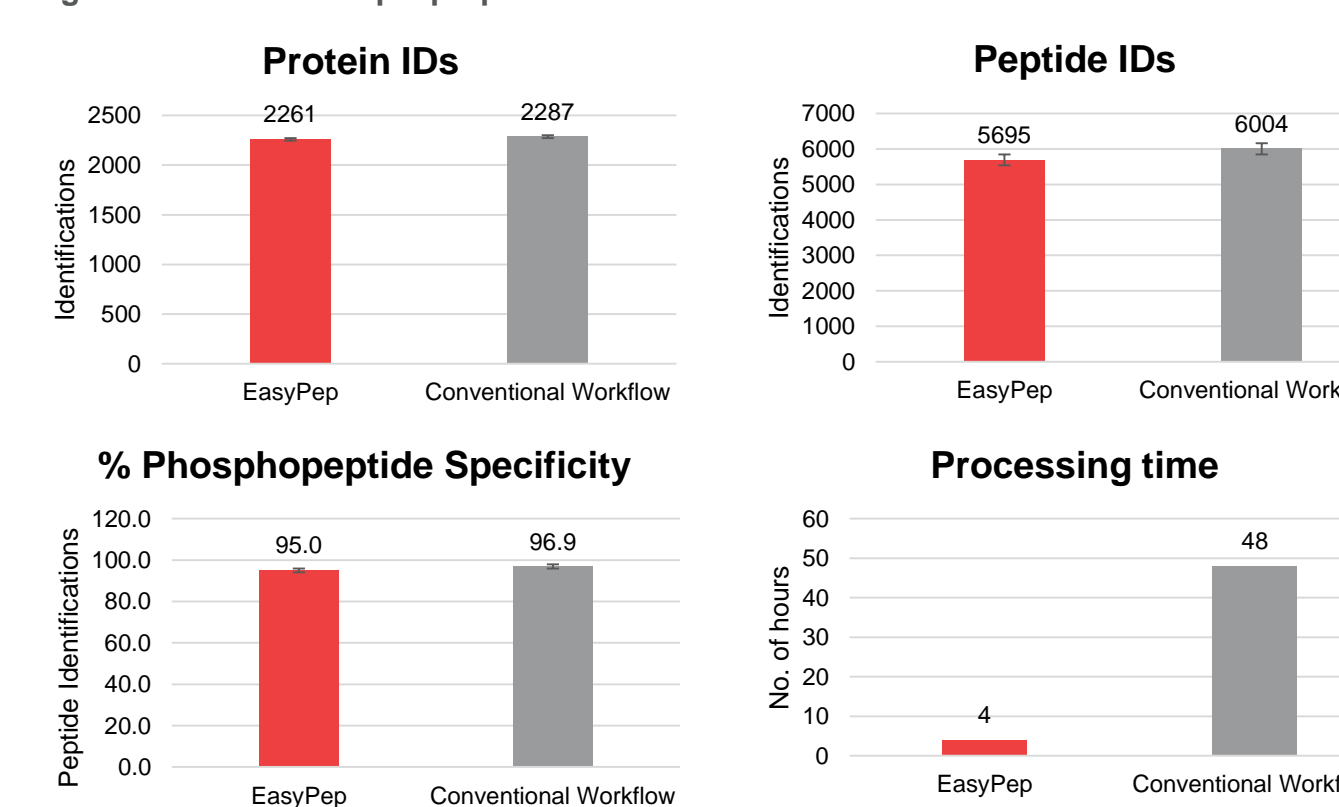 Protein IDs
Identifications
2500
2000
1500
1000
500
0
2261
2287
EasyPep
Conventional Workflow
Peptide IDs
Identifications
7000
6000
5000
4000
3000
2000
1000
0
5695
6004
EasyPep
Conventional
% Phosphopeptide Specificity
Peptide Identifications
120.0
100.0
80.0
60.0
40.0
20.0
0.0
95.0
96.9
EasyPep
Conventional Workflow
Processing time
No. of hours
60
50
40
30
20
10
0
4
48
EasyPep
Conventional